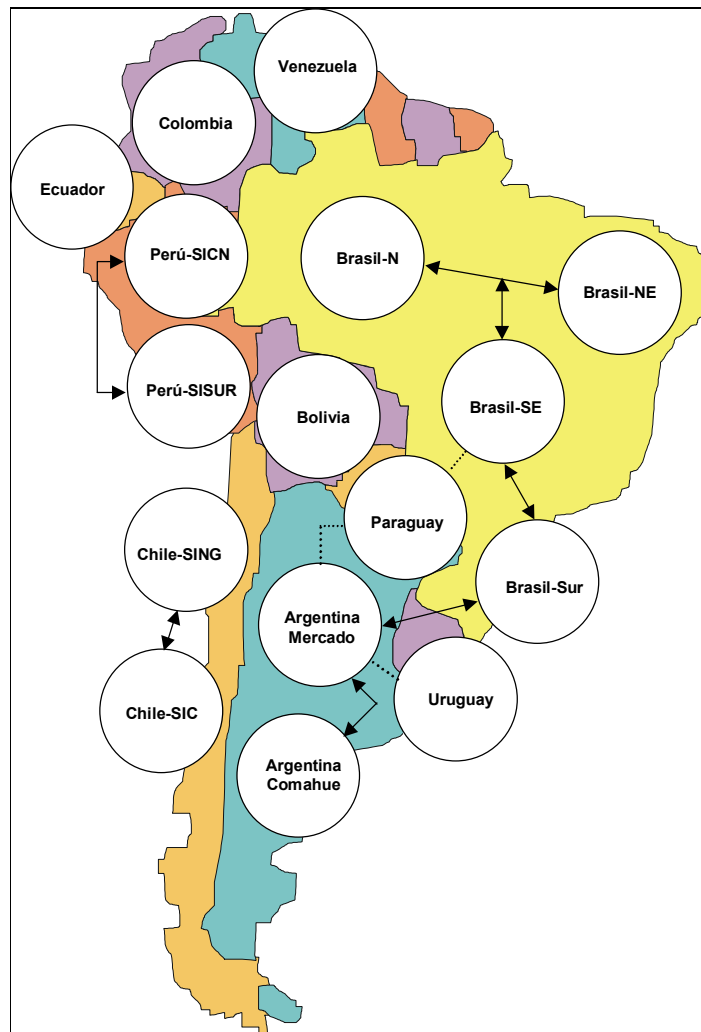 Venezuela
Colombia
Ecuador
Perú-SICN
Brasil-N
Brasil-NE
Perú-SISUR
Bolivia
Brasil-SE
Paraguay
Chile-SING
Brasil-Sur
Argentina
Mercado
Uruguay
Chile-SIC
Argentina
Comahue